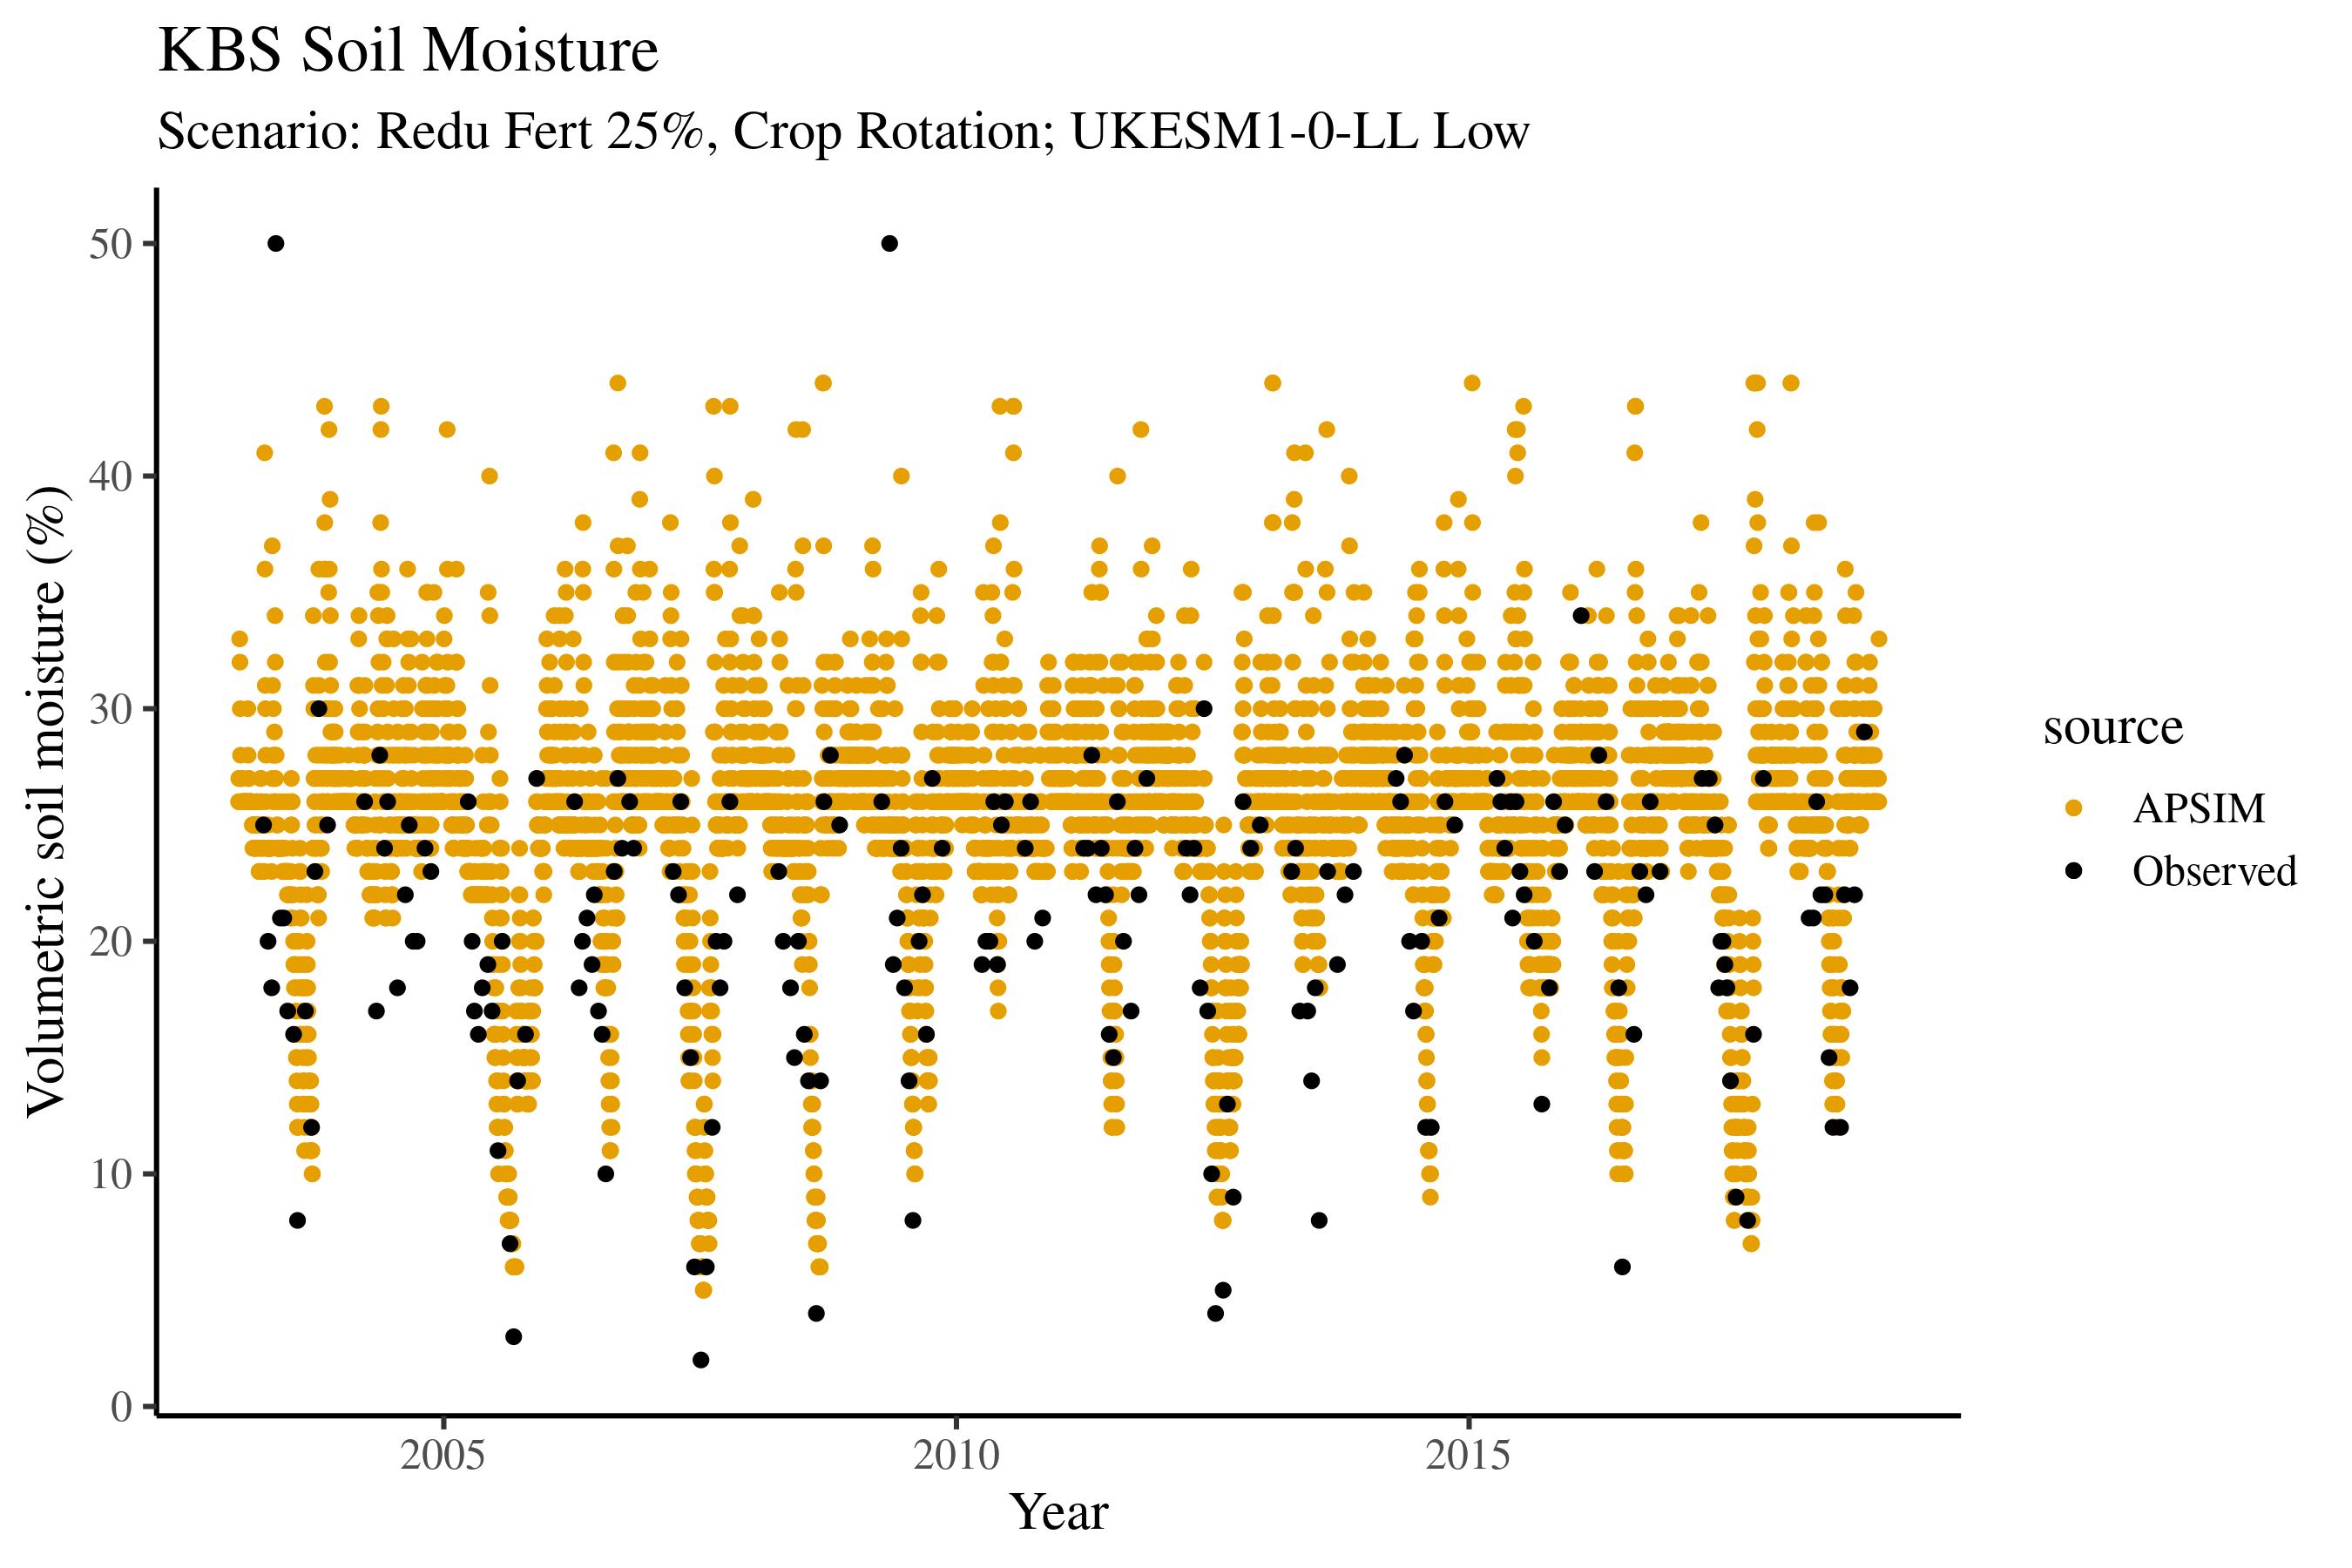 KBS Soil Moisture
Scenario: Redu Fert 25%, Crop Rotation; UKESM1-0-LL Low
Volumetric soil moisture (%)
50
40
30
20
10
0
2005
2010
2015
Year
source
APSIM
Observed